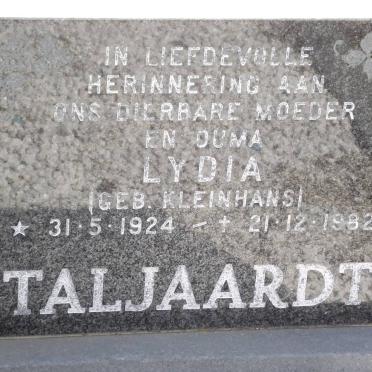 IN LIEFDEVOLLE
HERINNERING AAN
ONS DIERBARE MOEDER
EN OUMA
LYDIA
(GEB. KLEINHANS)
★ 31·5·1924 – + 21·12·1982
TALJAARDT